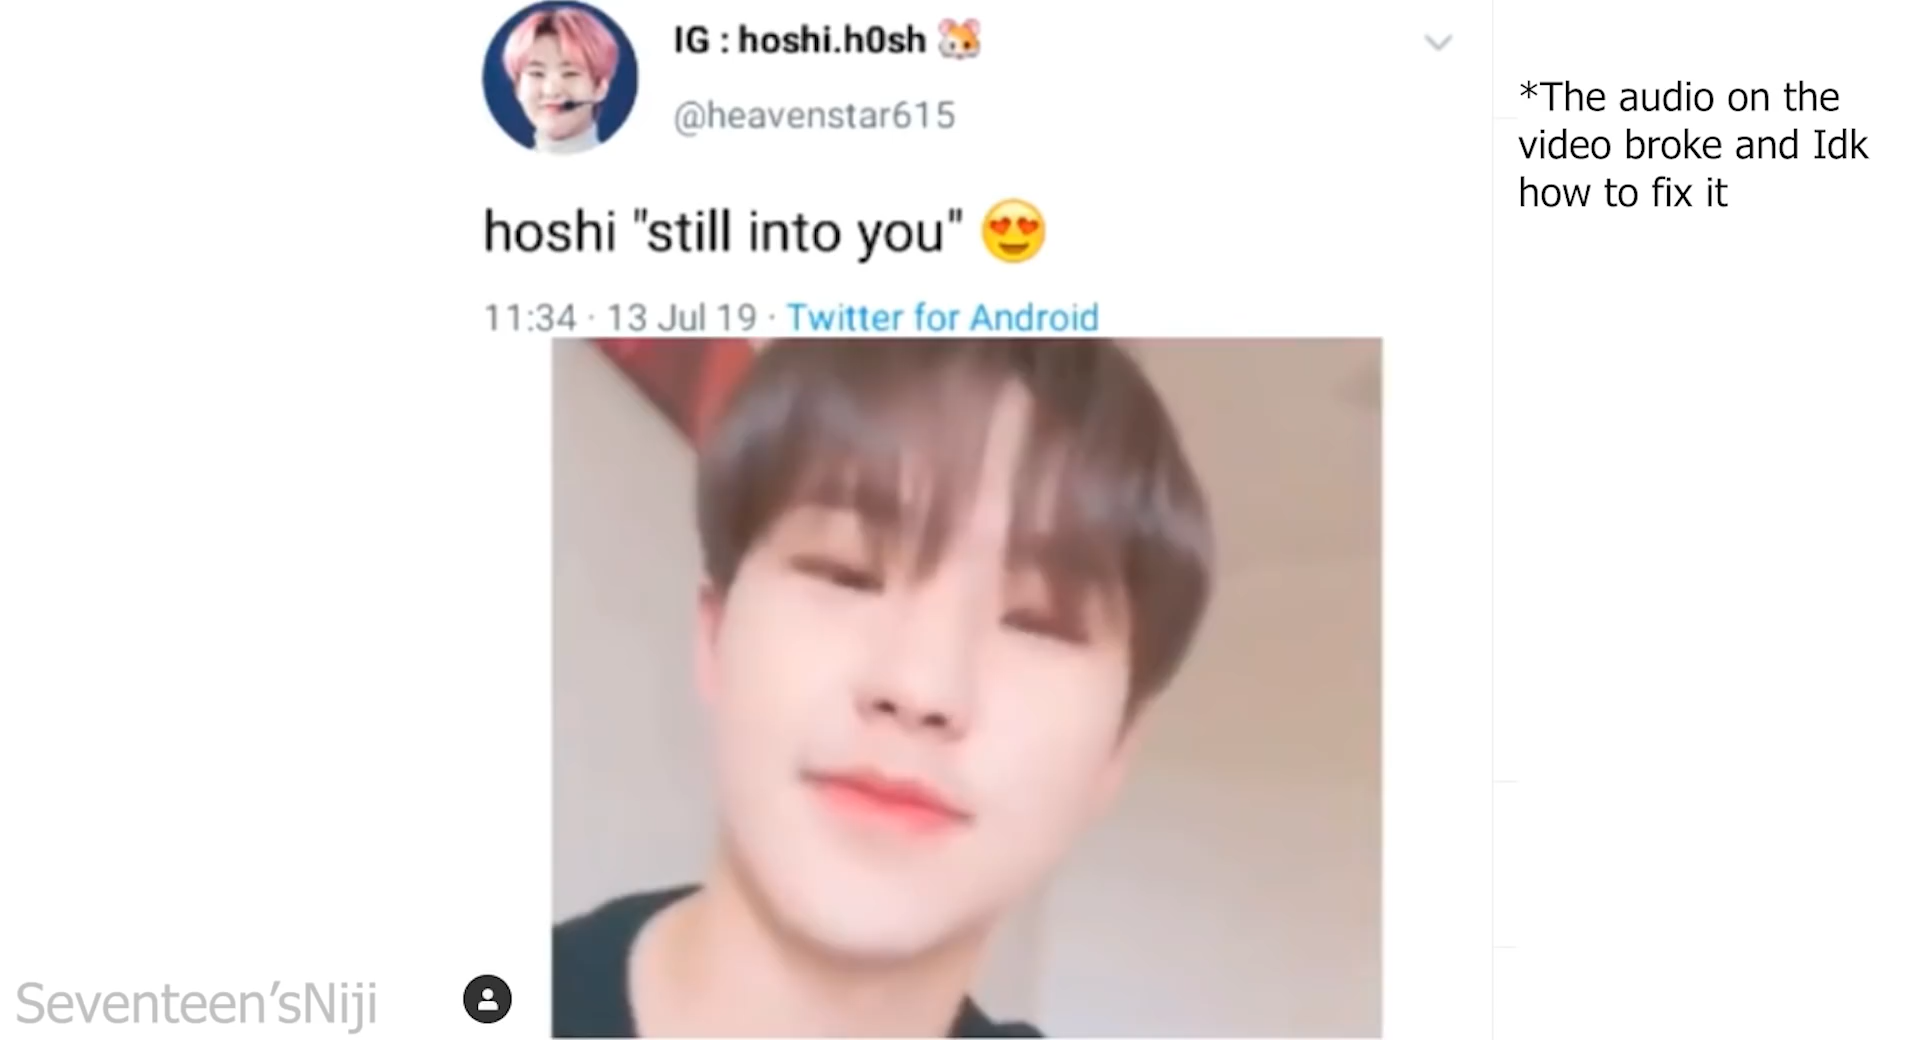 IG : hoshi.h0sh 🐹
@heavenstar615
hoshi "still into you" 😍
11:34 · 13 Jul 19 · Twitter for Android
*The audio on the
video broke and Idk
how to fix it
Seventeen'sNiji